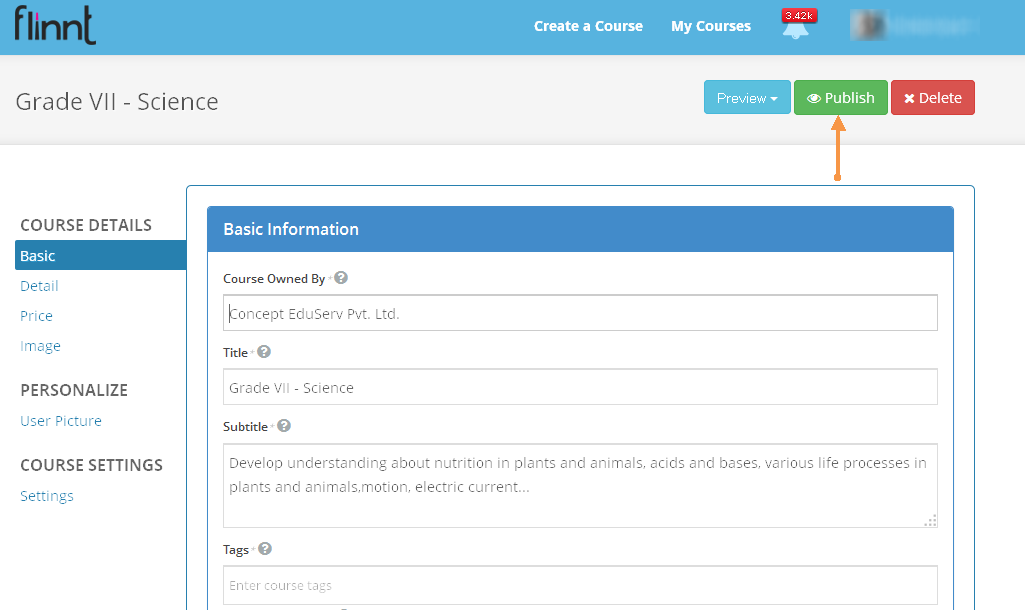 flinnt
Create a Course
My Courses
3.42k
Grade VII - Science
Preview
Publish
Delete
COURSE DETAILS
Basic
Detail
Price
Image
PERSONALIZE
User Picture
COURSE SETTINGS
Settings
Basic Information
Course Owned By * ?
Concept EduServ Pvt. Ltd.
Title * ?
Grade VII - Science
Subtitle * ?
Develop understanding about nutrition in plants and animals, acids and bases, various life processes in
plants and animals,motion, electric current...
Tags * ?
Enter course tags